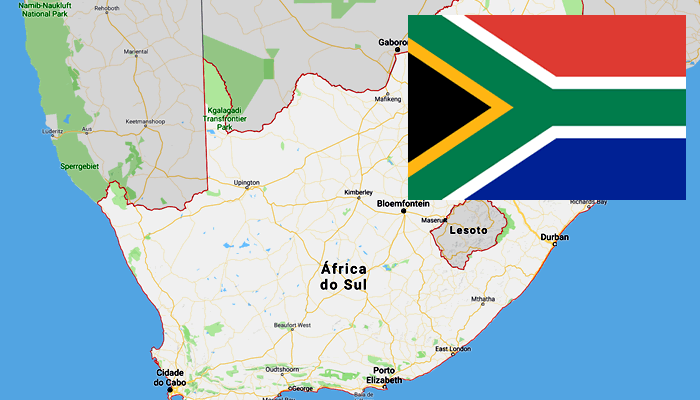 Namib-Naukluft
National Park
Rehoboth
Mariental
Gaboro
Mafikeng
Kgalagadi
Transfrontier
Park
Keetmanshoop
Luderitz
Aus
Sperrgebiet
Upington
Kimberley
Bloemfontein
Richards Bay
Maseru
Lesoto
Durban
África
do Sul
Mthatha
Beaufort West
East London
Cidade
do Cabo
Oudtshoorn
Porto
Elizabeth
George